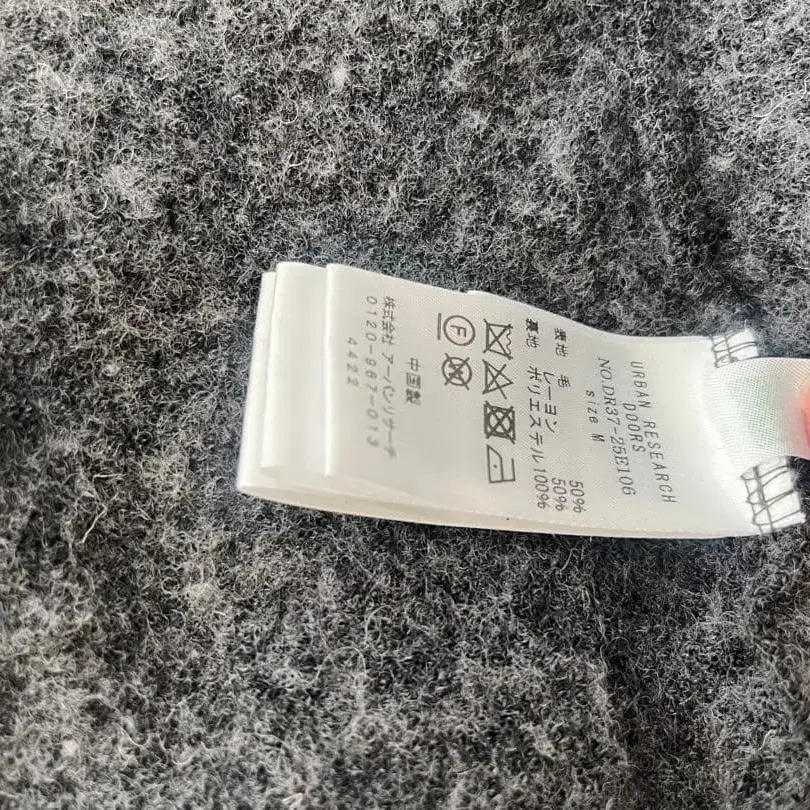 URBAN RESEARCH
DOORS
NO.DR37-25E106
size M
表地 毛 50%
レーヨン 50%
裏地 ポリエステル100%
F
中国製
株式会社 アーバンリサーチ
0120-967-013
4422